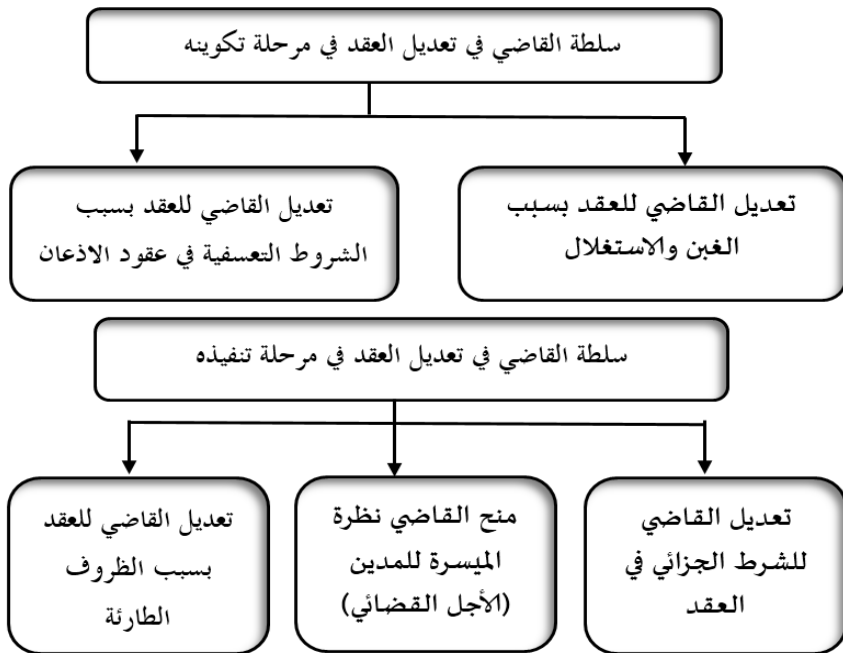 سلطة القاضي في تعديل العقد في مرحلة تكوينه
تعديل القاضي للعقد بسبب
الغبن والاستغلال
تعديل القاضي للعقد بسبب
الشروط التعسفية في عقود الاذعان
سلطة القاضي في تعديل العقد في مرحلة تنفيذه
تعديل القاضي
للشرط الجزائي في
العقد
منح القاضي نظرة
الميسرة للمدين
(الأجل القضائي)
تعديل القاضي للعقد
بسبب الظروف
الطارئة